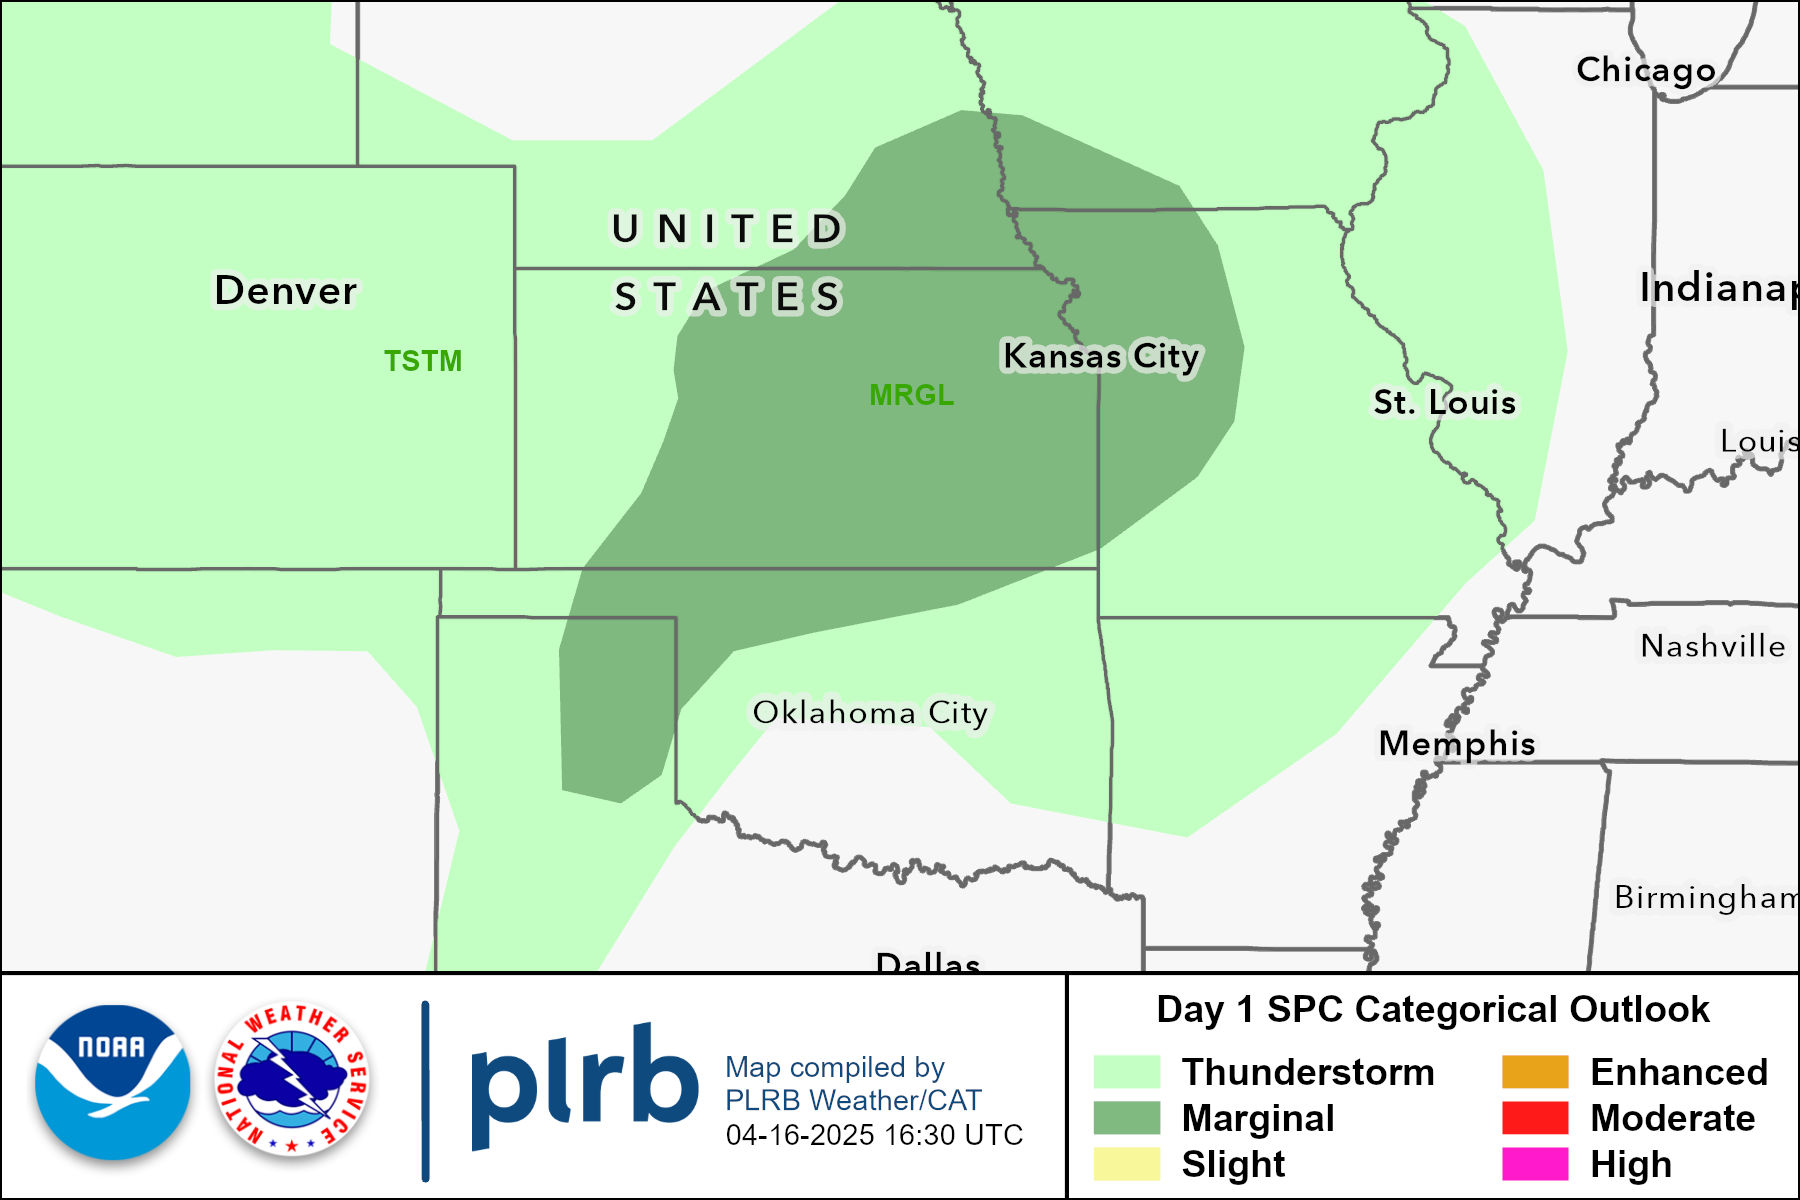 Chicago
UNITED
STATES
Denver
Indianap
TSTM
Kansas City
MRGL
St. Louis
Louis
Nashville
Oklahoma City
Memphis
Birmingham
Dallas
NOAA
NATIONAL WEATHER SERVICE
plrb
Map compiled by
PLRB Weather/CAT
04-16-2025 16:30 UTC
Day 1 SPC Categorical Outlook
Thunderstorm
Marginal
Slight
Enhanced
Moderate
High